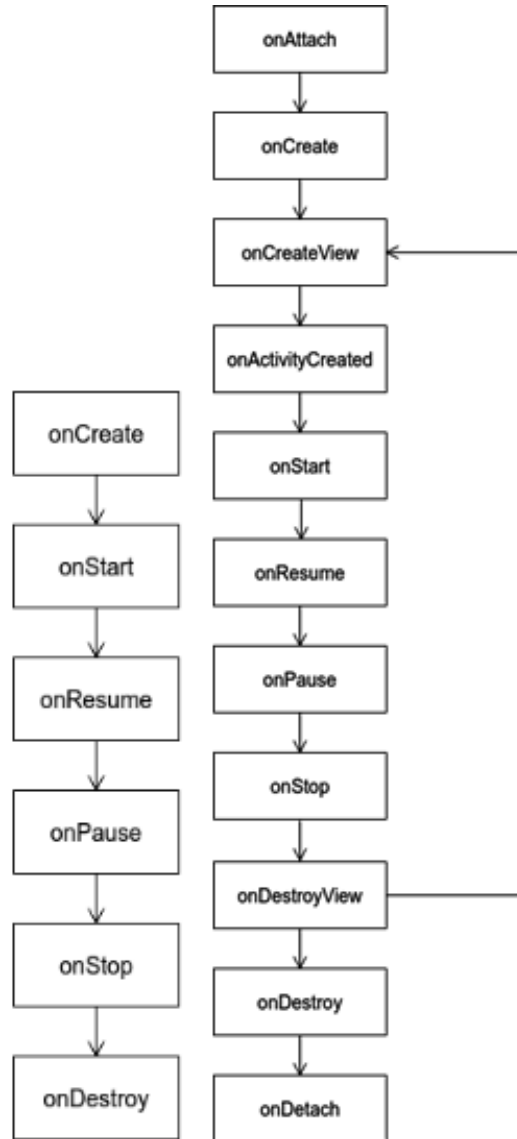 onCreate
onStart
onResume
onPause
onStop
onDestroy
onAttach
onCreate
onCreateView
onActivityCreated
onStart
onResume
onPause
onStop
onDestroyView
onDestroy
onDetach